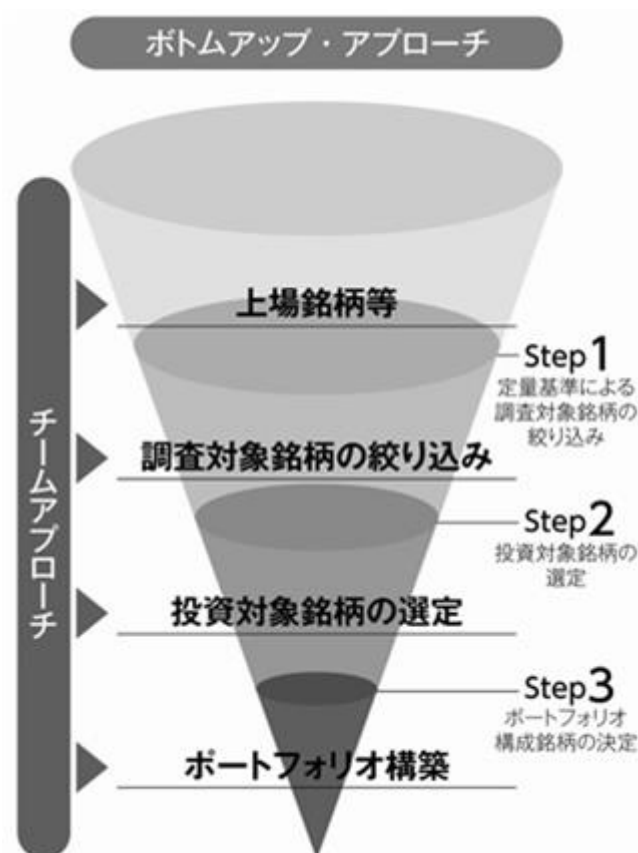 ボトムアップ・アプローチ
チームアプローチ
上場銘柄等
Step1
定量基準による
調査対象銘柄の
絞り込み
調査対象銘柄の絞り込み
Step2
投資対象銘柄の
選定
投資対象銘柄の選定
Step3
ポートフォリオ
構成銘柄の決定
ポートフォリオ構築